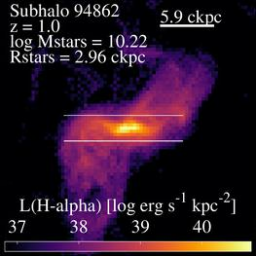 Subhalo 94862
z = 1.0
log Mstars = 10.22
Rstars = 2.96 ckpc
5.9 ckpc
L(H-alpha) [log erg s⁻¹ kpc⁻²]
37 38 39 40